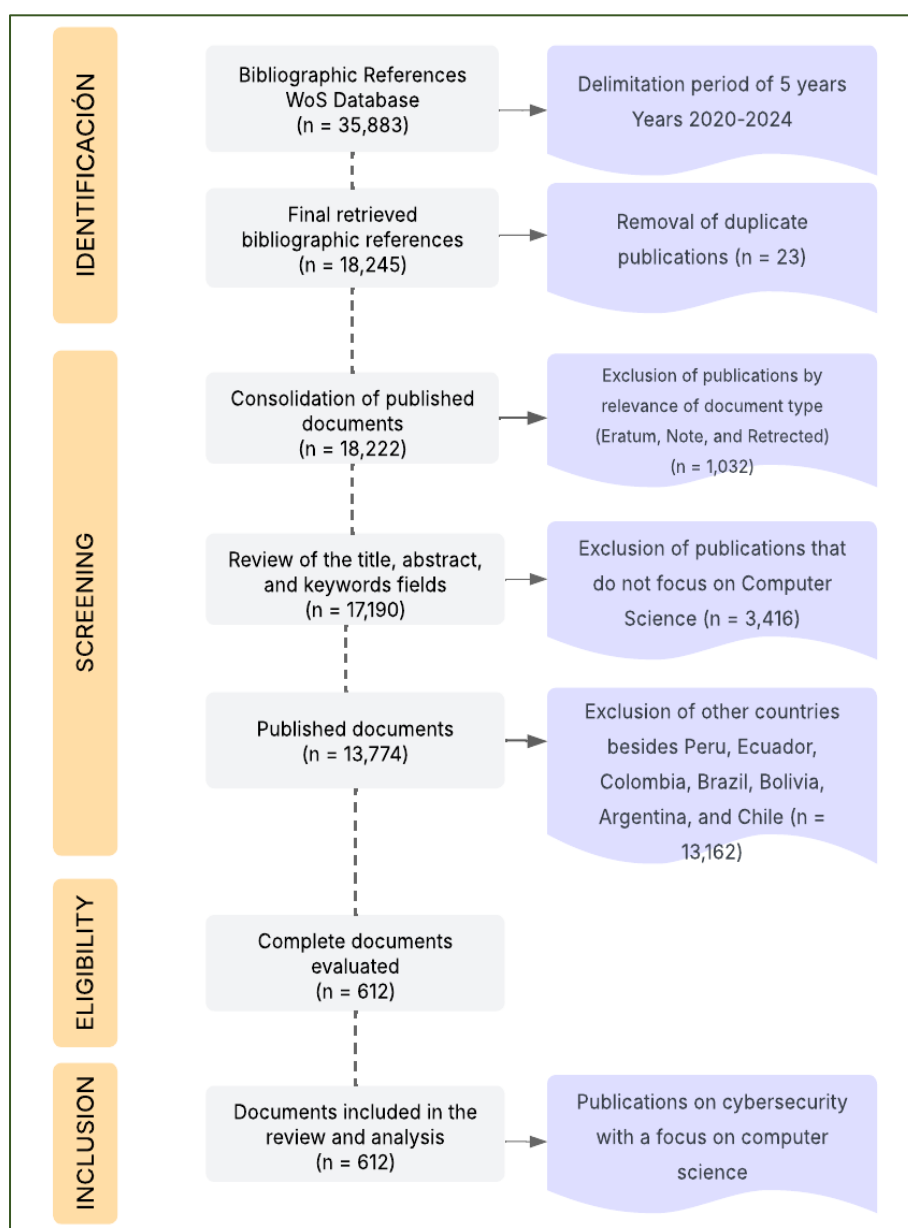 IDENTIFICACIÓN
Bibliographic References
WoS Database
(n = 35,883)
Delimitation period of 5 years
Years 2020-2024
Final retrieved
bibliographic references
(n = 18,245)
Removal of duplicate
publications (n = 23)
SCREENING
Consolidation of published
documents
(n = 18,222)
Exclusion of publications by
relevance of document type
(Eratum, Note, and Retrected)
(n = 1,032)
Review of the title, abstract,
and keywords fields
(n = 17,190)
Exclusion of publications that
do not focus on Computer
Science (n = 3,416)
Published documents
(n = 13,774)
Exclusion of other countries
besides Peru, Ecuador,
Colombia, Brazil, Bolivia,
Argentina, and Chile (n =
13,162)
ELIGIBILITY
Complete documents
evaluated
(n = 612)
INCLUSION
Documents included in the
review and analysis
(n = 612)
Publications on cybersecurity
with a focus on computer
science